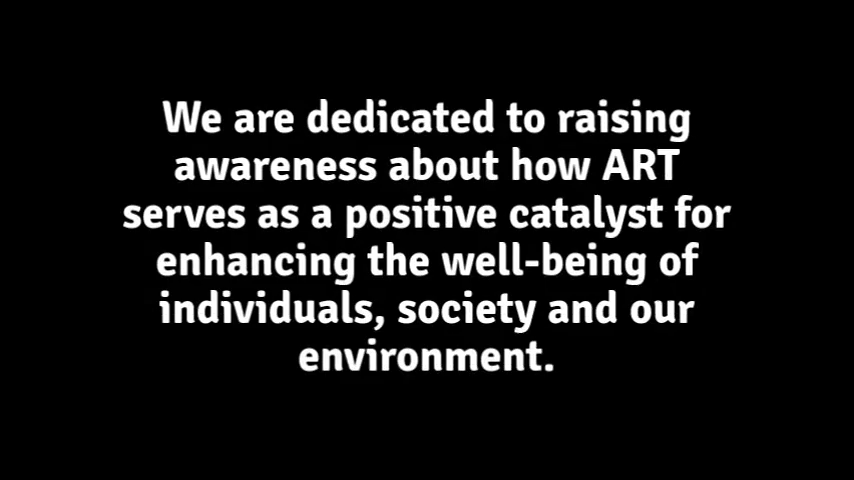 We are dedicated to raising
awareness about how ART
serves as a positive catalyst for
enhancing the well-being of
individuals, society and our
environment.